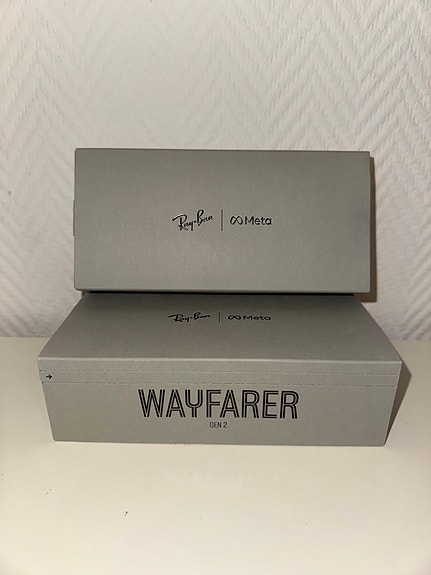 Ray-Ban | ∞ Meta
Ray-Ban | ∞ Meta
WAYFARER
GEN 2